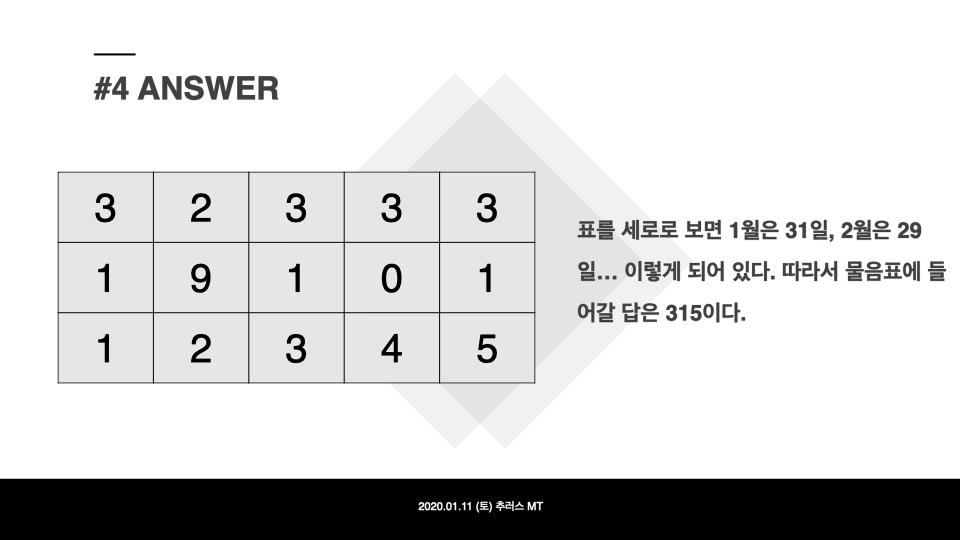 #4 ANSWER
3 2 3 3 3
1 9 1 0 1
1 2 3 4 5
표를 세로로 보면 1월은 31일, 2월은 29
일... 이렇게 되어 있다. 따라서 물음표에 들
어갈 답은 315이다.
2020.01.11 (토) 추러스 MT